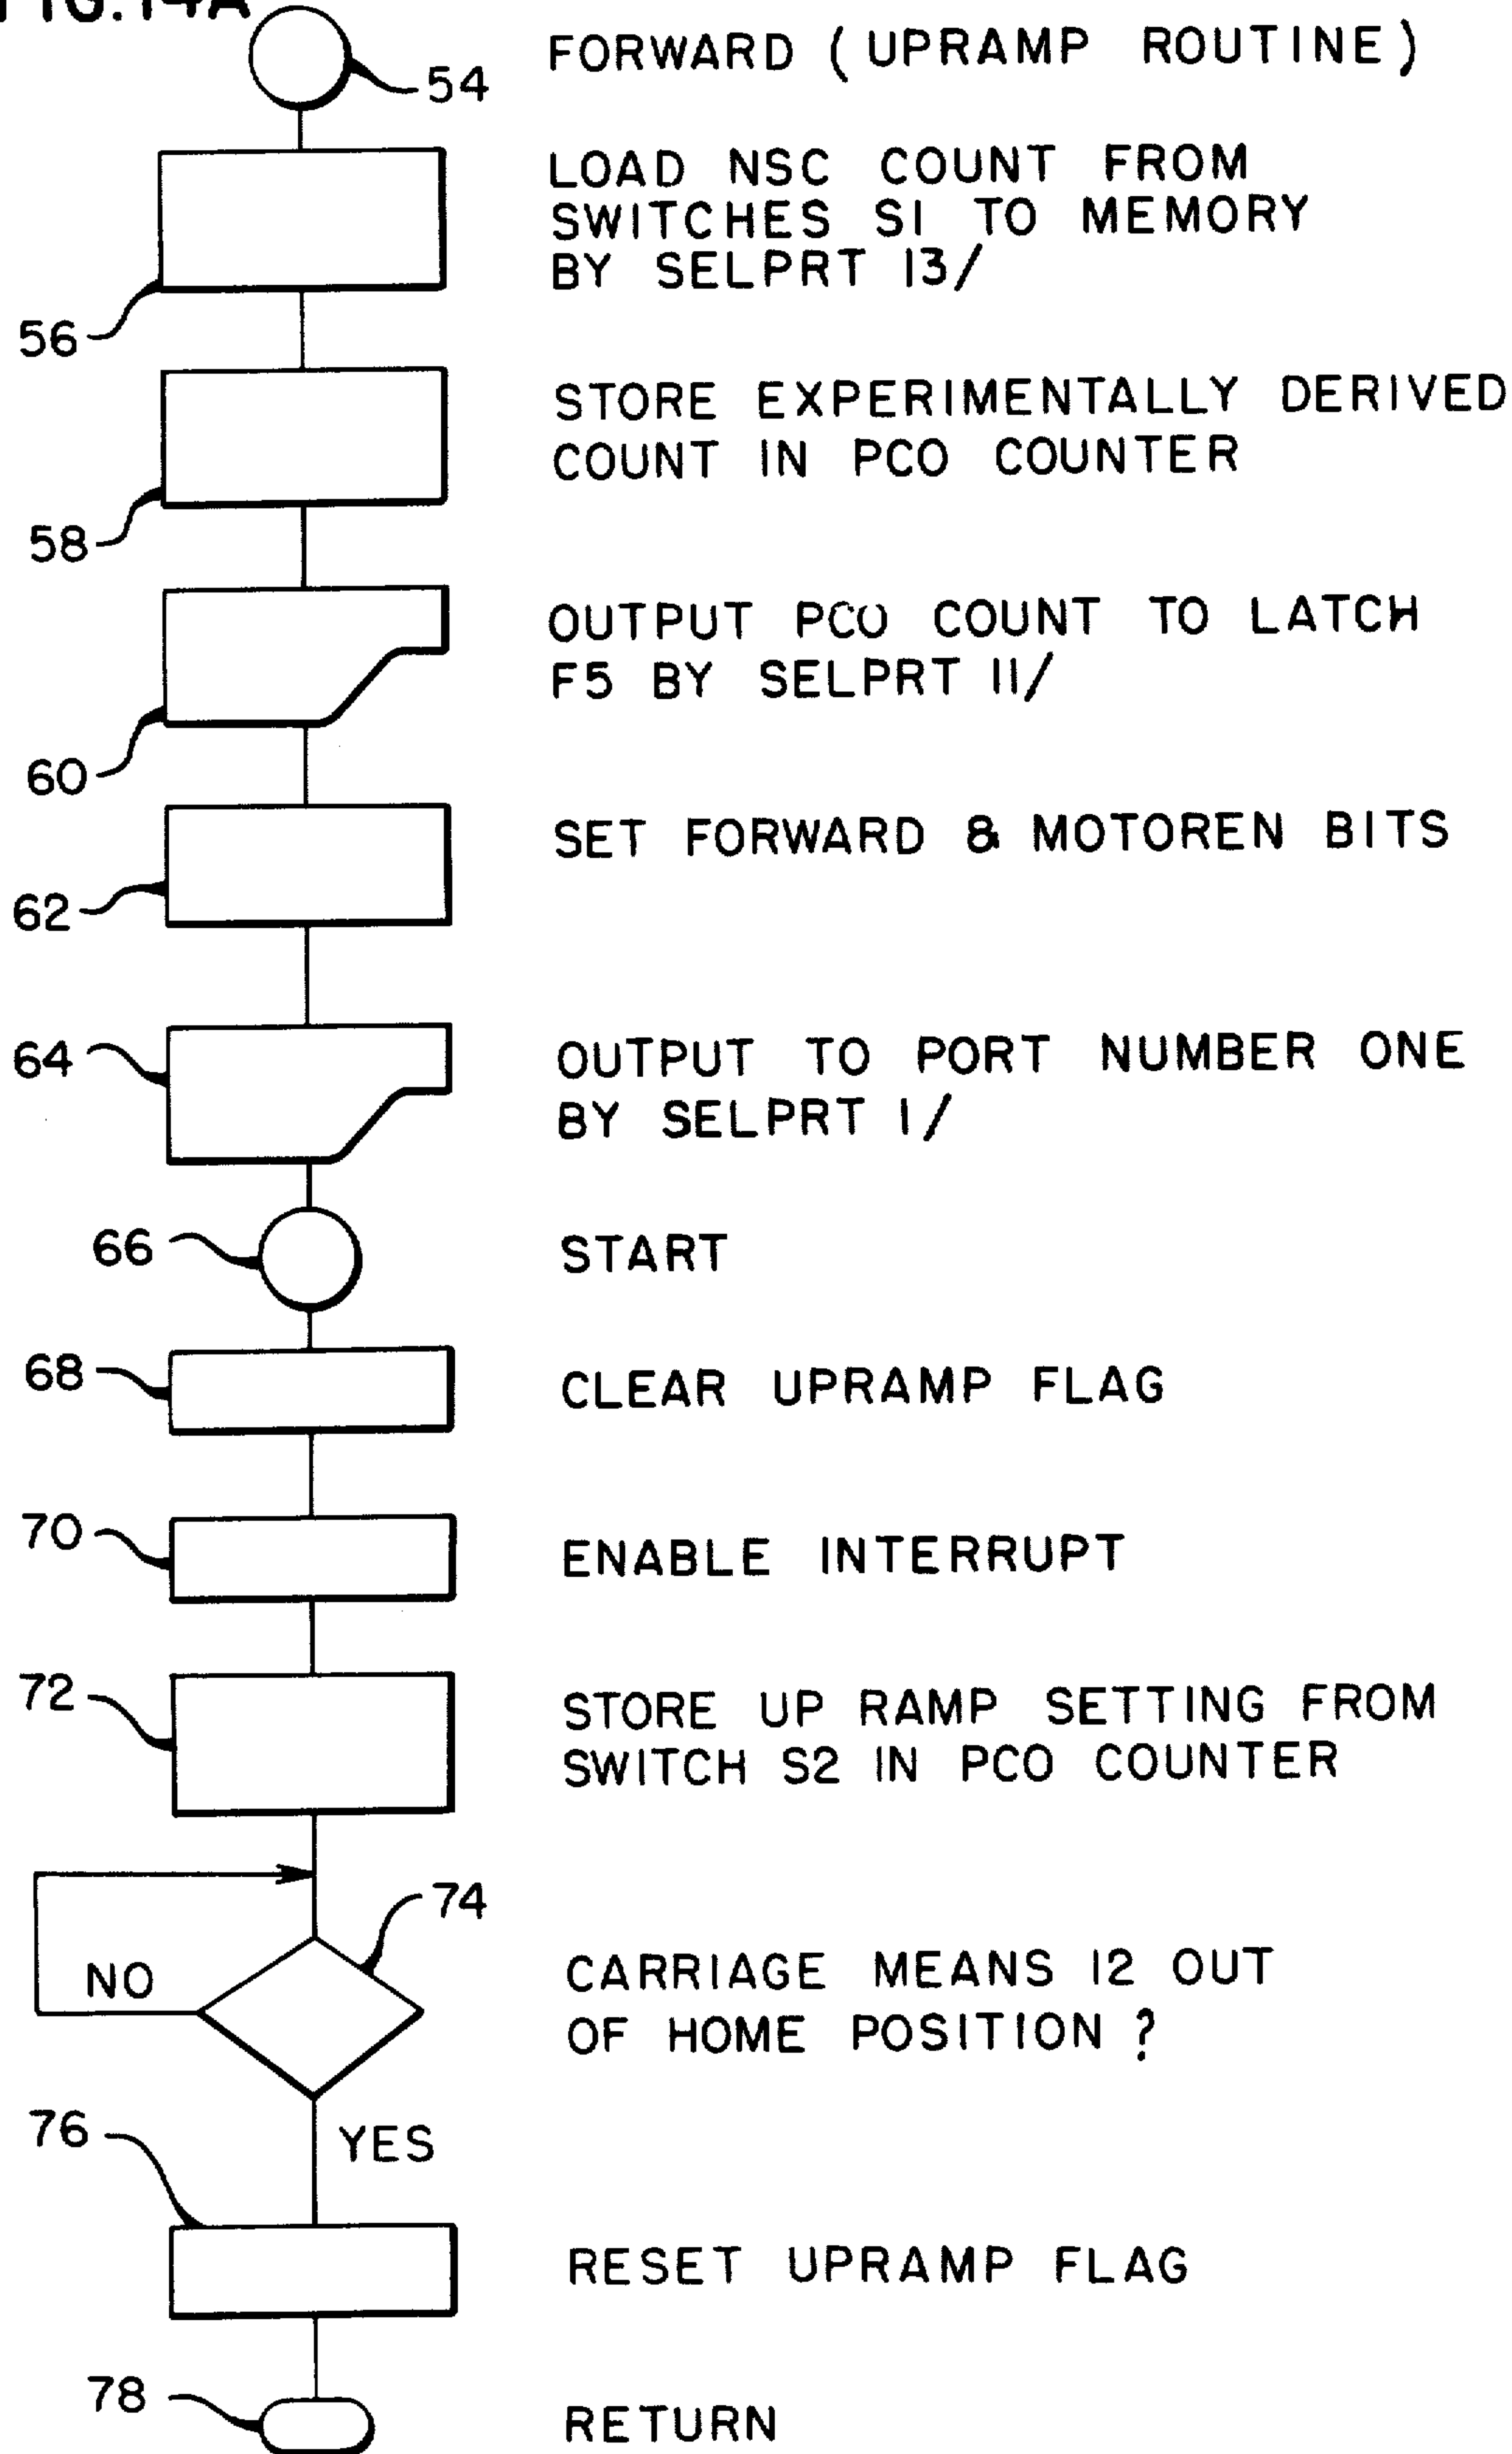 FIG. 14A
FORWARD ( UPRAMP ROUTINE )
54
LOAD NSC COUNT FROM
SWITCHES S1 TO MEMORY
BY SELPRT 13/
56
STORE EXPERIMENTALLY DERIVED
COUNT IN PCO COUNTER
58
OUTPUT PCO COUNT TO LATCH
F5 BY SELPRT 11/
60
SET FORWARD & MOTOREN BITS
62
64
OUTPUT TO PORT NUMBER ONE
BY SELPRT 1/
66
START
68
CLEAR UPRAMP FLAG
70
ENABLE INTERRUPT
72
STORE UP RAMP SETTING FROM
SWITCH S2 IN PCO COUNTER
74
NO
CARRIAGE MEANS 12 OUT
OF HOME POSITION ?
76
YES
RESET UPRAMP FLAG
78
RETURN